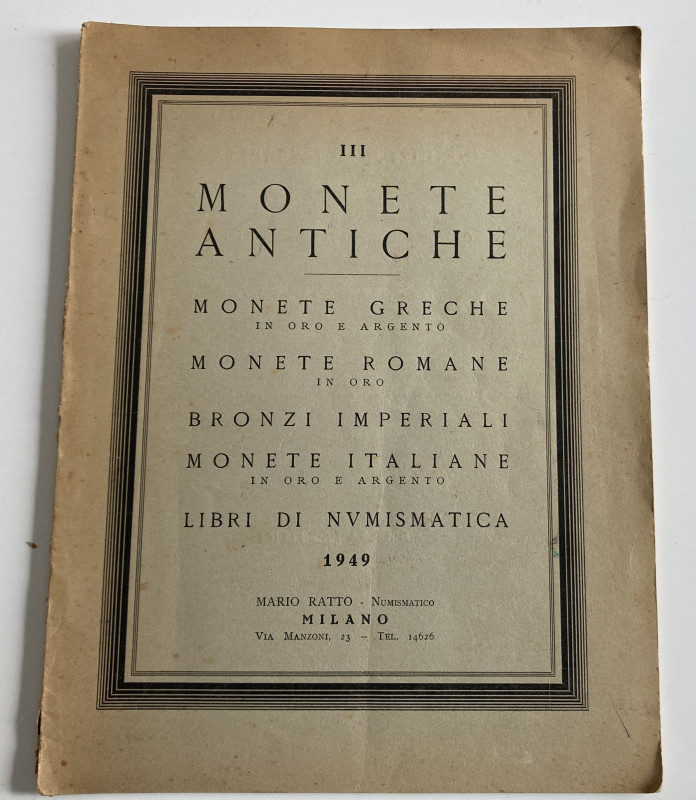 III
MONETE
ANTICHE
MONETE GRECHE
IN ORO E ARGENTO
MONETE ROMANE
IN ORO
BRONZI IMPERIALI
MONETE ITALIANE
IN ORO E ARGENTO
LIBRI DI NVMISMATICA
1949
MARIO RATTO - NUMISMATICO
MILANO
VIA MANZONI, 23 – TEL. 14626